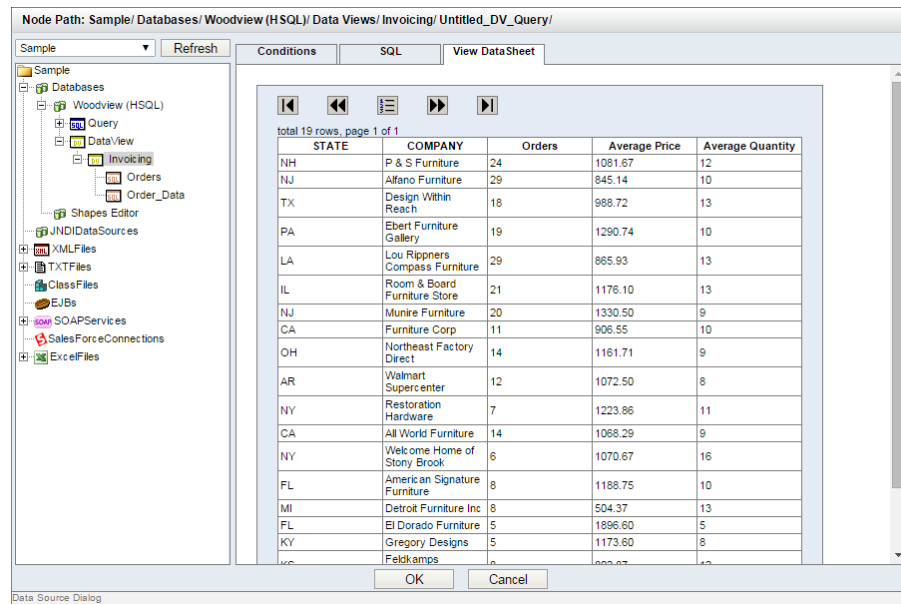 Node Path: Sample/ Databases/ Woodview (HSQL)/ Data Views/ Invoicing/ Untitled_DV_Query/
Sample Refresh
Conditions SQL View DataSheet
Sample
Databases
Woodview (HSQL)
SQL Query
DV DataView
DV Invoicing
SQL Orders
SQL Order_Data
Shapes Editor
JNDIDataSources
XML XMLFiles
TXTFiles
ClassFiles
EJBs
SOAP SOAPServices
SalesForceConnections
ExcelFiles
total 19 rows, page 1 of 1
STATE COMPANY Orders Average Price Average Quantity
NH P & S Furniture 24 1081.67 12
NJ Alfano Furniture 29 845.14 10
TX Design Within
Reach 18 988.72 13
PA Ebert Furniture
Gallery 19 1290.74 10
LA Lou Rippners
Compass Furniture 29 865.93 13
IL Room & Board
Furniture Store 21 1176.10 13
NJ Munire Furniture 20 1330.50 9
CA Furniture Corp 11 906.55 10
OH Northeast Factory
Direct 14 1161.71 9
AR Walmart
Supercenter 12 1072.50 8
NY Restoration
Hardware 7 1223.86 11
CA All World Furniture 14 1068.29 9
NY Welcome Home of
Stony Brook 6 1070.67 16
FL American Signature
Furniture 8 1188.75 10
MI Detroit Furniture Inc 8 504.37 13
FL El Dorado Furniture 5 1896.60 5
KY Gregory Designs 5 1173.60 8
Feldkamps
OK Cancel
Data Source Dialog